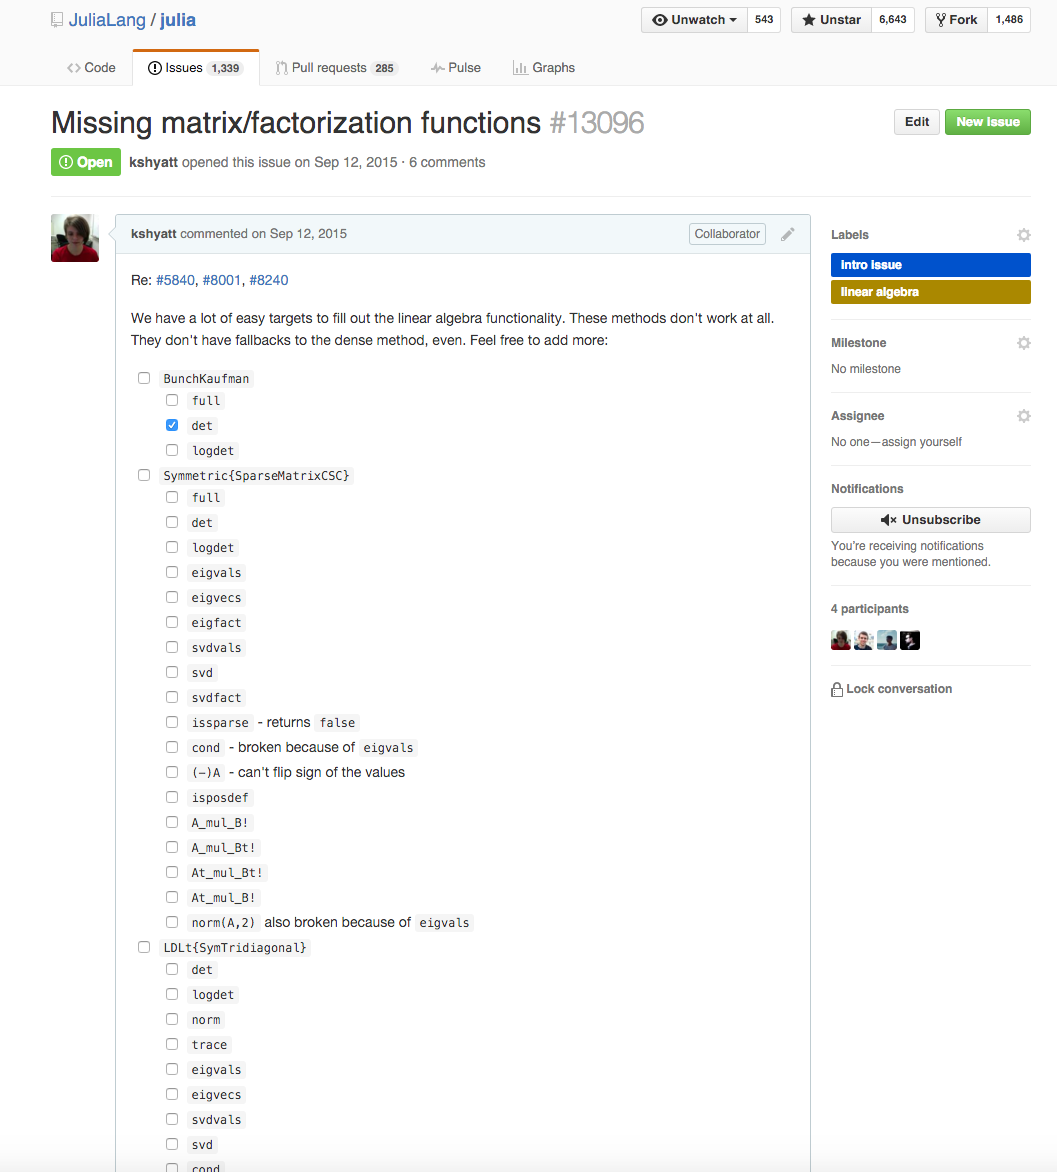 JuliaLang / julia
Unwatch 543
Unstar 6,643
Fork 1,486
Code
Issues 1,339
Pull requests 285
Pulse
Graphs
Missing matrix/factorization functions #13096
Edit
New issue
Open kshyatt opened this issue on Sep 12, 2015 · 6 comments
kshyatt commented on Sep 12, 2015
Collaborator
Re: #5840, #8001, #8240
We have a lot of easy targets to fill out the linear algebra functionality. These methods don't work at all.
They don't have fallbacks to the dense method, even. Feel free to add more:
BunchKaufman
full
det
logdet
Symmetric{SparseMatrixCSC}
full
det
logdet
eigvals
eigvecs
eigfact
svdvals
svd
svdfact
issparse - returns false
cond - broken because of eigvals
(−)A - can't flip sign of the values
isposdef
A_mul_B!
A_mul_Bt!
At_mul_Bt!
At_mul_B!
norm(A,2) also broken because of eigvals
LDLt{SymTridiagonal}
det
logdet
norm
trace
eigvals
eigvecs
svdvals
svd
cond
Labels
Intro issue
linear algebra
Milestone
No milestone
Assignee
No one—assign yourself
Notifications
Unsubscribe
You're receiving notifications
because you were mentioned.
4 participants
Lock conversation